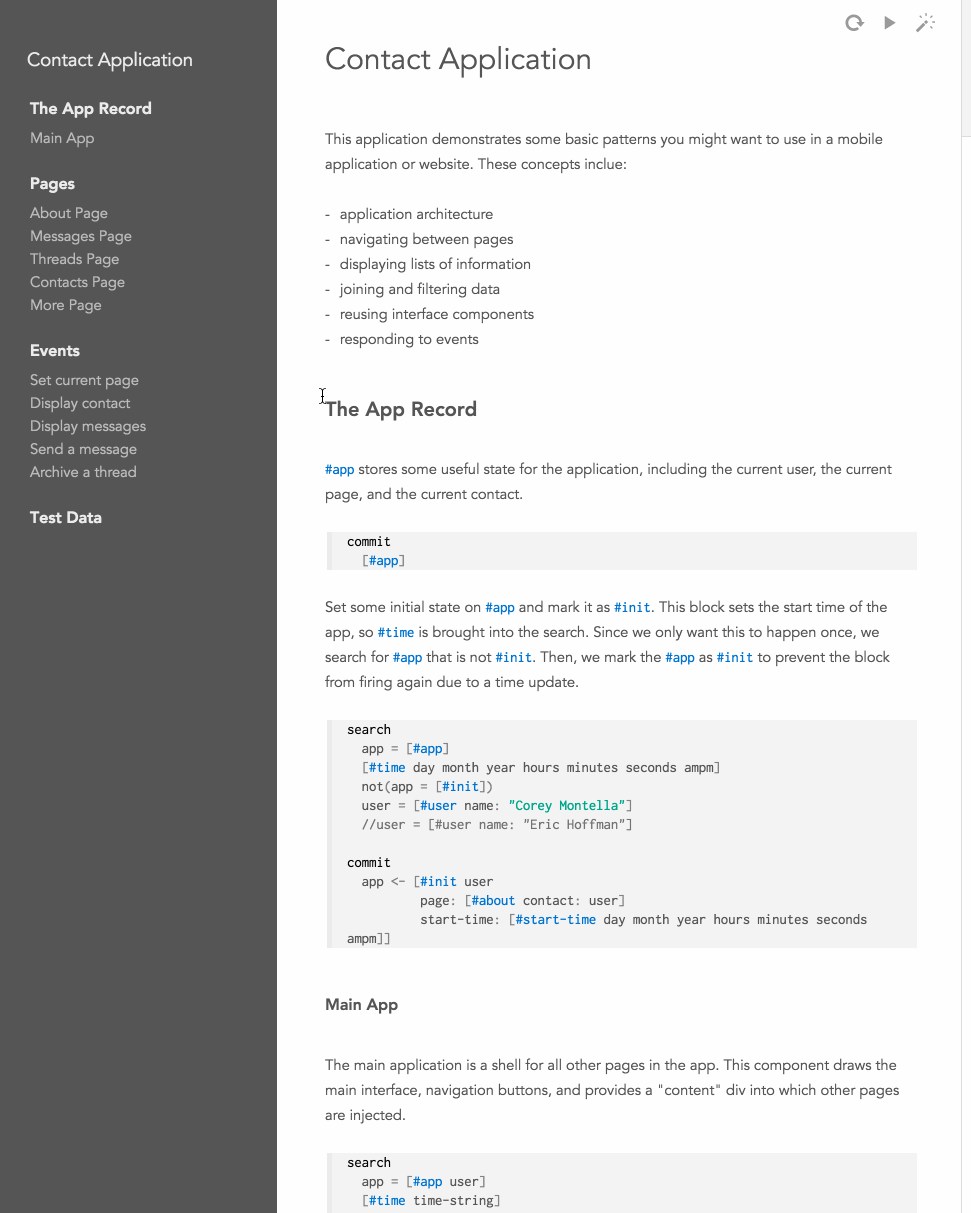 Contact Application
The App Record
Main App
Pages
About Page
Messages Page
Threads Page
Contacts Page
More Page
Events
Set current page
Display contact
Display messages
Send a message
Archive a thread
Test Data
Contact Application
This application demonstrates some basic patterns you might want to use in a mobile
application or website. These concepts inclue:
- application architecture
- navigating between pages
- displaying lists of information
- joining and filtering data
- reusing interface components
- responding to events
The App Record
#app stores some useful state for the application, including the current user, the current
page, and the current contact.
commit
  [#app]
Set some initial state on #app and mark it as #init. This block sets the start time of the
app, so #time is brought into the search. Since we only want this to happen once, we
search for #app that is not #init. Then, we mark the #app as #init to prevent the block
from firing again due to a time update.
search
  app = [#app]
  [#time day month year hours minutes seconds ampm]
  not(app = [#init])
  user = [#user name: "Corey Montella"]
  //user = [#user name: "Eric Hoffman"]
commit
  app <- [#init user
          page: [#about contact: user]
          start-time: [#start-time day month year hours minutes seconds
ampm]]
Main App
The main application is a shell for all other pages in the app. This component draws the
main interface, navigation buttons, and provides a "content" div into which other pages
are injected.
search
  app = [#app user]
  [#time time-string]